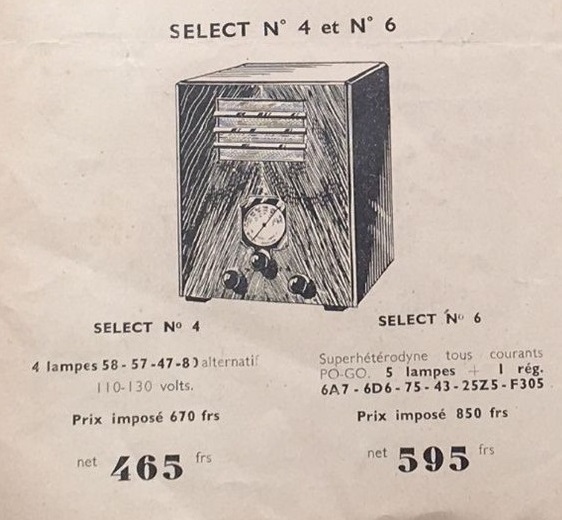 SELECT N° 4 et N° 6
SELECT No 4
4 lampes 58 - 57 -47-80 alternatif
110-130 volts.
Prix imposé 670 frs
net 465 frs
SELECT No 6
Superhétérodyne tous courants
PO-GO. 5 lampes + 1 rég.
6A7 - 6D6 - 75 - 43 - 25Z5 - F305
Prix imposé 850 frs
net 595 frs